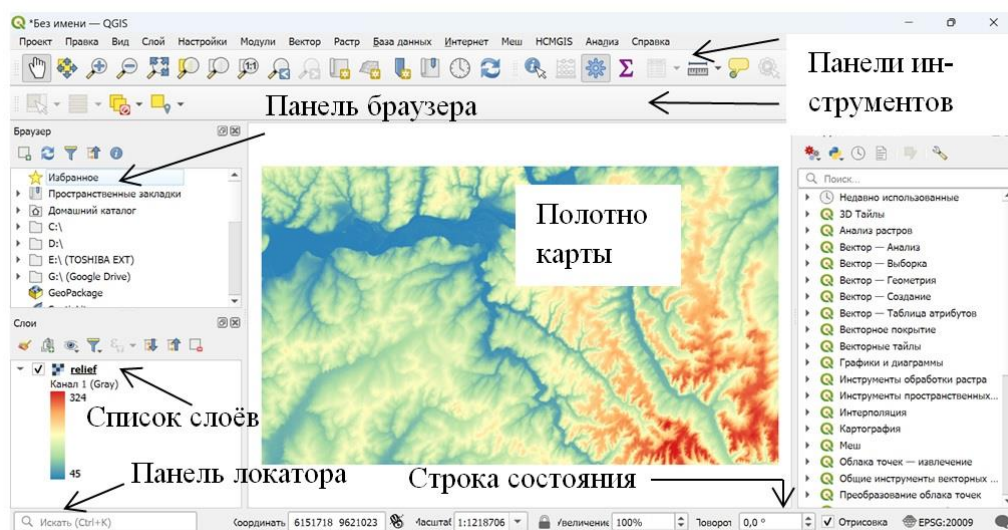 *Без имени — QGIS
Проект Правка Вид Слой Настройки Модули Вектор Растр База данных Интернет Меш HCMGIS Анализ Справка
Панели ин-
струментов
Панель браузера
Браузер
Избранное
Пространственные закладки
Домашний каталог
C:\
D:\
E:\ (TOSHIBA EXT)
G:\ (Google Drive)
GeoPackage
Слои
relief
Канал 1 (Gray)
324
45
Список слоёв
Панель локатора
Искать (Ctrl+K)
Полотно
карты
Строка состояния
6151718 9621023
1:1218706
100%
0,0 °
Отрисовка
EPSG:20009
Поиск...
Недавно использованные
3D Тайлы
Анализ растров
Вектор — Анализ
Вектор — Выборка
Вектор — Геометрия
Вектор — Создание
Вектор — Таблица атрибутов
Векторное покрытие
Векторные тайлы
Графики и диаграммы
Инструменты обработки растра
Инструменты пространственных...
Интерполяция
Картография
Меш
Облака точек — извлечение
Общие инструменты векторных ...
Преобразование облака точек